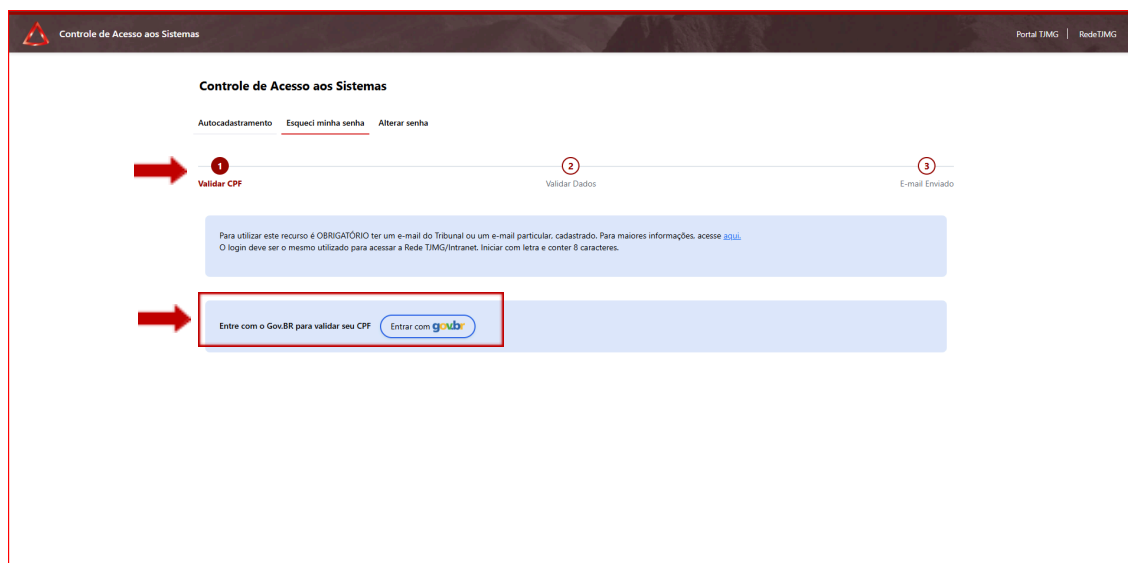 Controle de Acesso aos Sistemas
Portal TJMG | RedeTJMG
Controle de Acesso aos Sistemas
Autocadastramento Esqueci minha senha Alterar senha
1 2 3
Validar CPF Validar Dados E-mail Enviado
Para utilizar este recurso é OBRIGATÓRIO ter um e-mail do Tribunal ou um e-mail particular, cadastrado. Para maiores informações, acesse aqui.
O login deve ser o mesmo utilizado para acessar a Rede TJMG/Intranet. Iniciar com letra e conter 8 caracteres.
Entre com o Gov.BR para validar seu CPF Entrar com gov.br